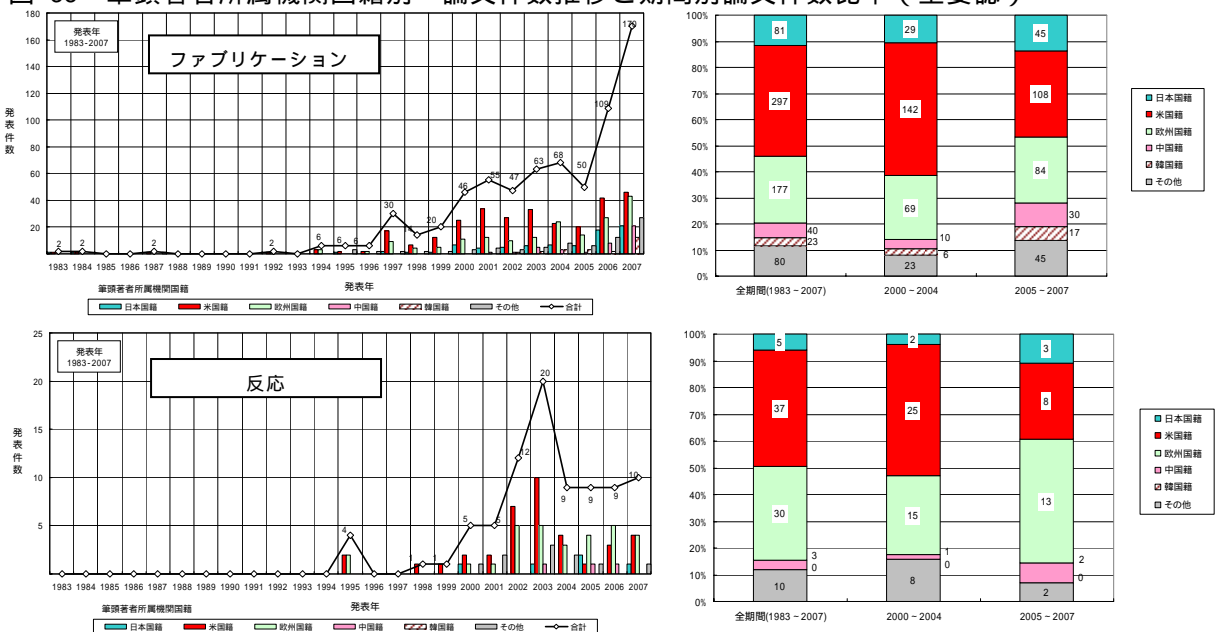 180
160
140
120
100
80
60
40
20
発表件数
発表年
1983-2007
ファブリケーション
2 2 2 2 6 6 6 30 14 20 46 55 47 63 68 50 109 170
1983 1984 1985 1986 1987 1988 1989 1990 1991 1992 1993 1994 1995 1996 1997 1998 1999 2000 2001 2002 2003 2004 2005 2006 2007
筆頭著者所属機関国籍
発表年
日本国籍 米国籍 欧州国籍 中国籍 韓国籍 その他 合計
100%
90%
80%
70%
60%
50%
40%
30%
20%
10%
0%
81 29 45
297 142 108
177 69 84
40 10 30
23 6 17
80 23 45
全期間(1983～2007) 2000～2004 2005～2007
日本国籍
米国籍
欧州国籍
中国籍
韓国籍
その他
25
20
15
10
5
発表件数
発表年
1983-2007
反応
4 1 1 5 5 12 20 9 9 9 10
1983 1984 1985 1986 1987 1988 1989 1990 1991 1992 1993 1994 1995 1996 1997 1998 1999 2000 2001 2002 2003 2004 2005 2006 2007
筆頭著者所属機関国籍
発表年
日本国籍 米国籍 欧州国籍 中国籍 韓国籍 その他 合計
100%
90%
80%
70%
60%
50%
40%
30%
20%
10%
0%
5 2 3
37 25 8
30 15 13
3 1 2
0 0 0
10 8 2
全期間(1983～2007) 2000～2004 2005～2007
日本国籍
米国籍
欧州国籍
中国籍
韓国籍
その他